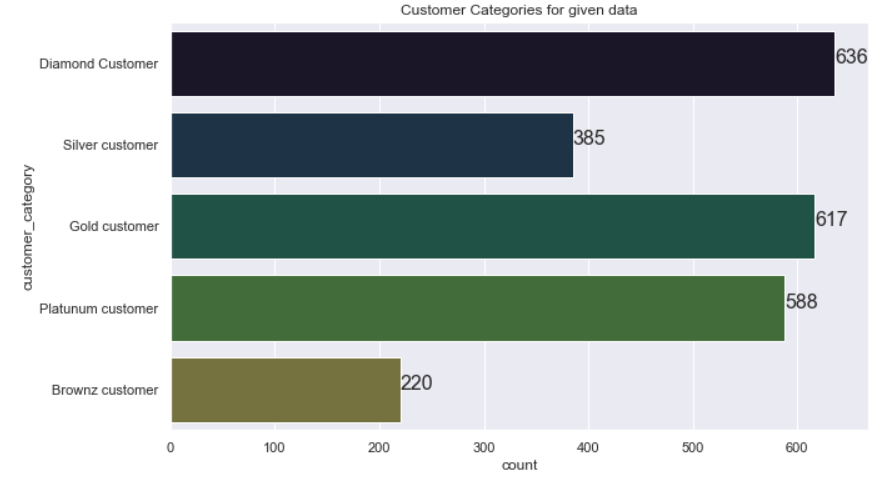 Customer Categories for given data
Diamond Customer
636
Silver customer
385
Gold customer
617
Platunum customer
588
Brownz customer
220
customer_category
0 100 200 300 400 500 600
count